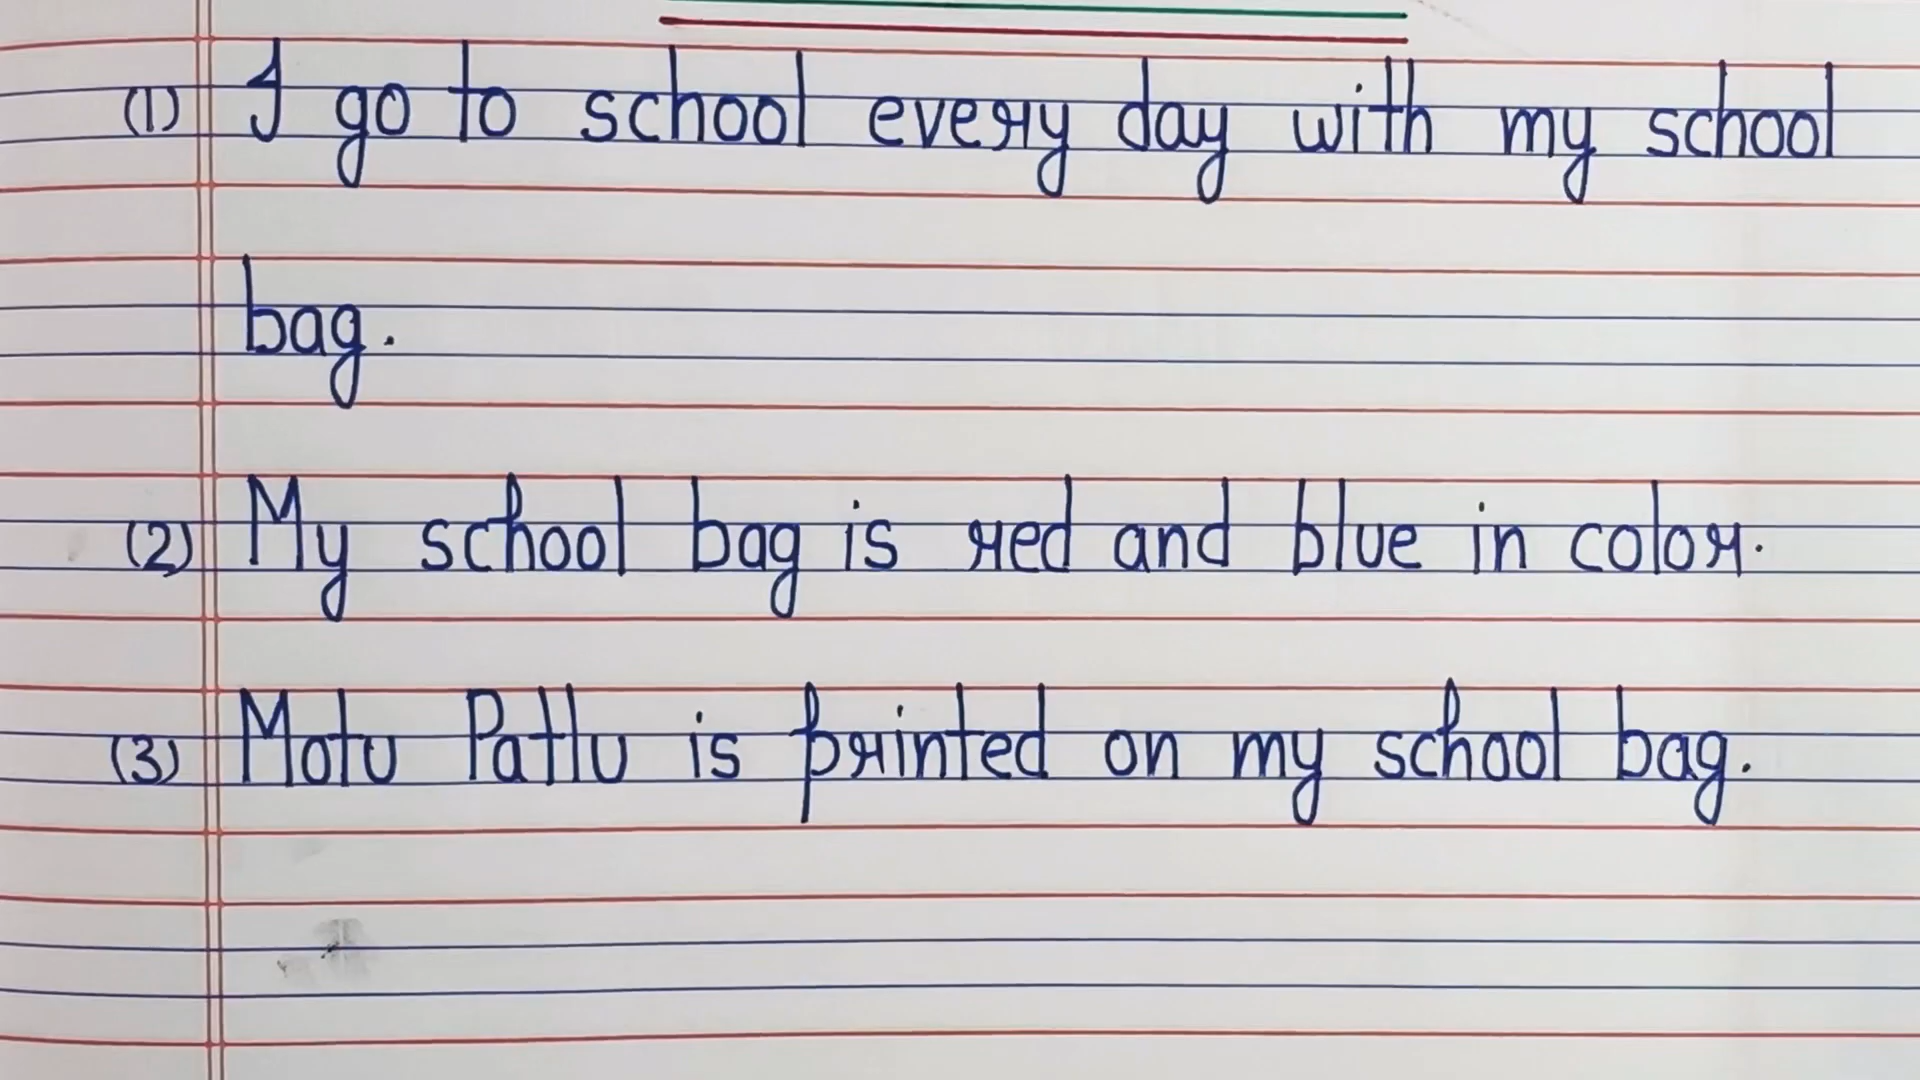 (1) I go to school every day with my school
bag.
(2) My school bag is red and blue in color.
(3) Motu Patlu is printed on my school bag.